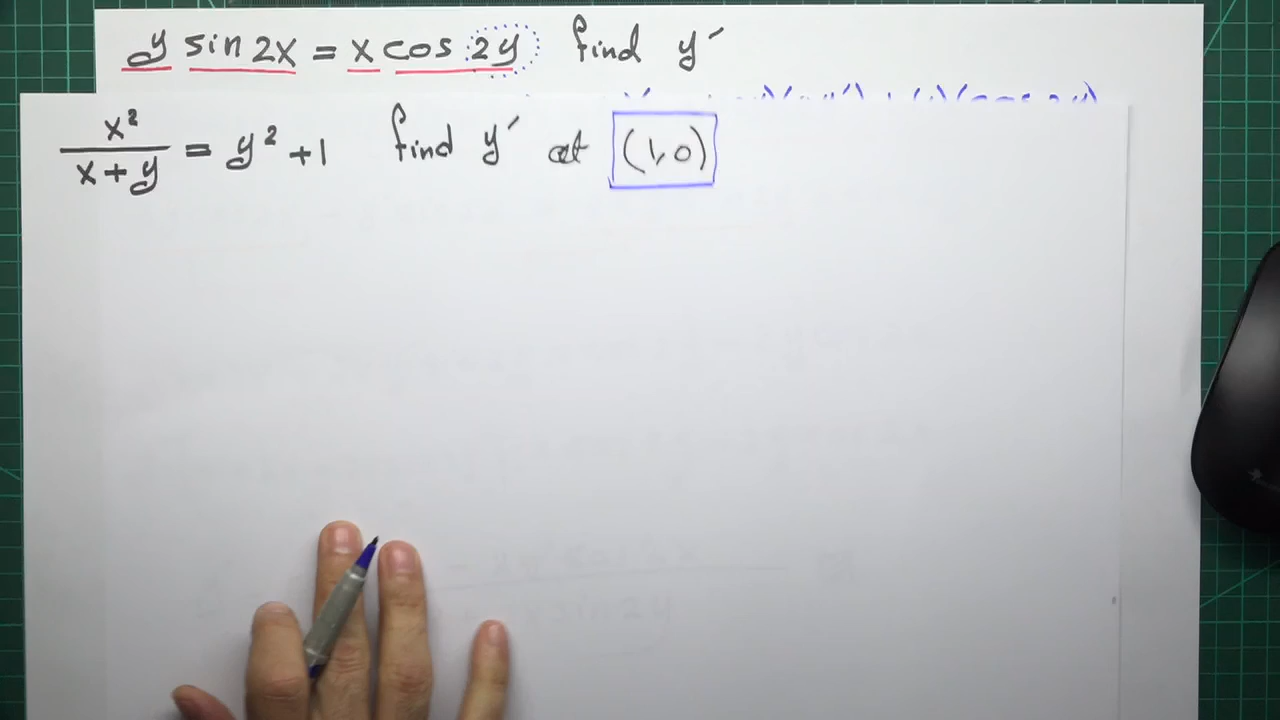 y sin 2x = x cos 2y find y′
x²/(x+y) = y² + 1 find y′ at (1,0)